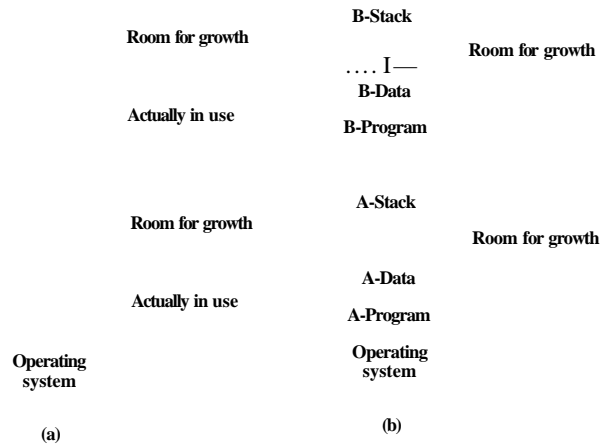 B-Stack
Room for growth
Room for growth
.... I—
B-Data
Actually in use
B-Program
A-Stack
Room for growth
Room for growth
A-Data
Actually in use
A-Program
Operating
system
Operating
system
(a)
(b)